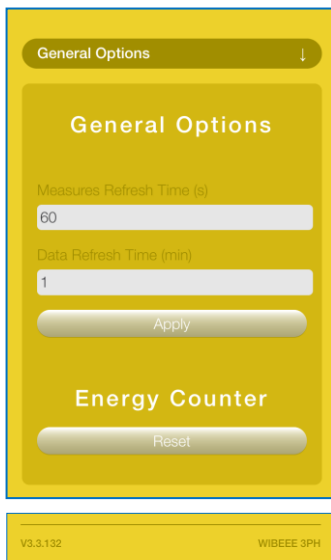 General Options ↓
General Options
Measures Refresh Time (s)
60
Data Refresh Time (min)
1
Apply
Energy Counter
Reset
V3.3.132 WIBEEE 3PH